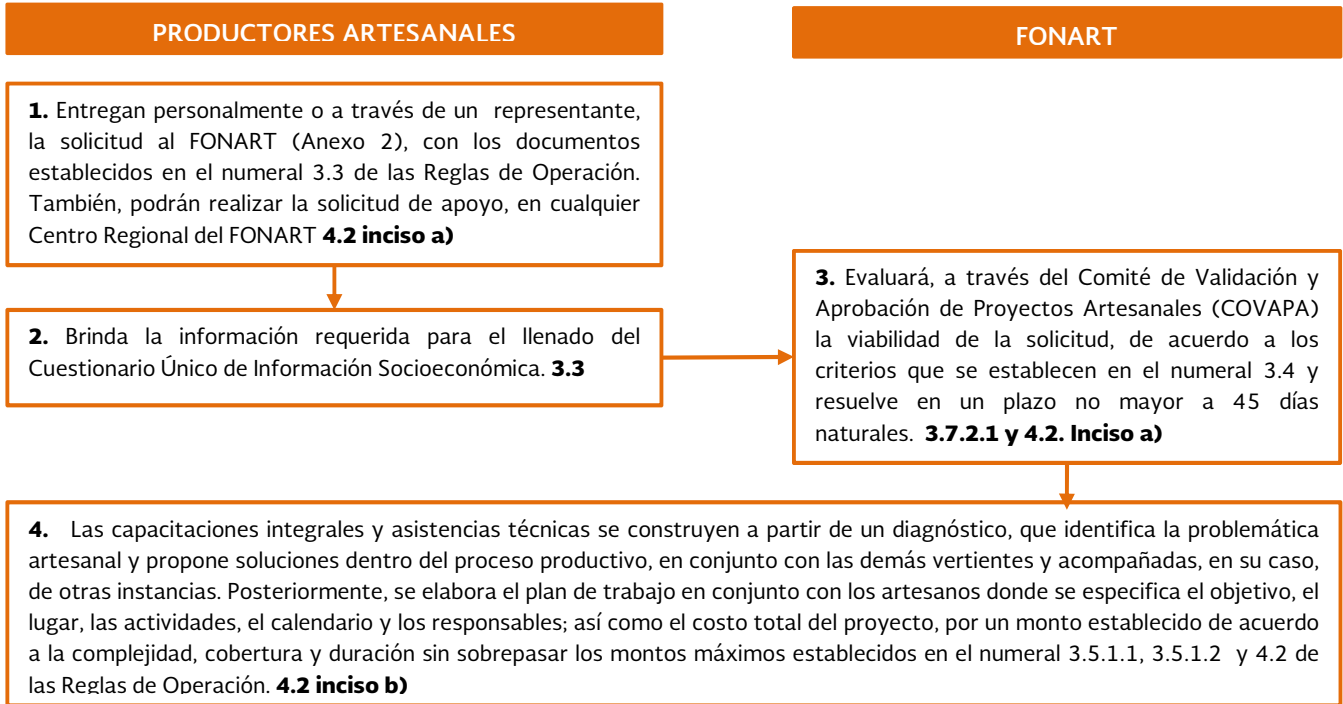 PRODUCTORES ARTESANALES
FONART
1. Entregan personalmente o a través de un representante,
la solicitud al FONART (Anexo 2), con los documentos
establecidos en el numeral 3.3 de las Reglas de Operación.
También, podrán realizar la solicitud de apoyo, en cualquier
Centro Regional del FONART 4.2 inciso a)
2. Brinda la información requerida para el llenado del
Cuestionario Único de Información Socioeconómica. 3.3
3. Evaluará, a través del Comité de Validación y
Aprobación de Proyectos Artesanales (COVAPA)
la viabilidad de la solicitud, de acuerdo a los
criterios que se establecen en el numeral 3.4 y
resuelve en un plazo no mayor a 45 días
naturales. 3.7.2.1 y 4.2. Inciso a)
4. Las capacitaciones integrales y asistencias técnicas se construyen a partir de un diagnóstico, que identifica la problemática
artesanal y propone soluciones dentro del proceso productivo, en conjunto con las demás vertientes y acompañadas, en su caso,
de otras instancias. Posteriormente, se elabora el plan de trabajo en conjunto con los artesanos donde se especifica el objetivo, el
lugar, las actividades, el calendario y los responsables; así como el costo total del proyecto, por un monto establecido de acuerdo
a la complejidad, cobertura y duración sin sobrepasar los montos máximos establecidos en el numeral 3.5.1.1, 3.5.1.2 y 4.2 de
las Reglas de Operación. 4.2 inciso b)